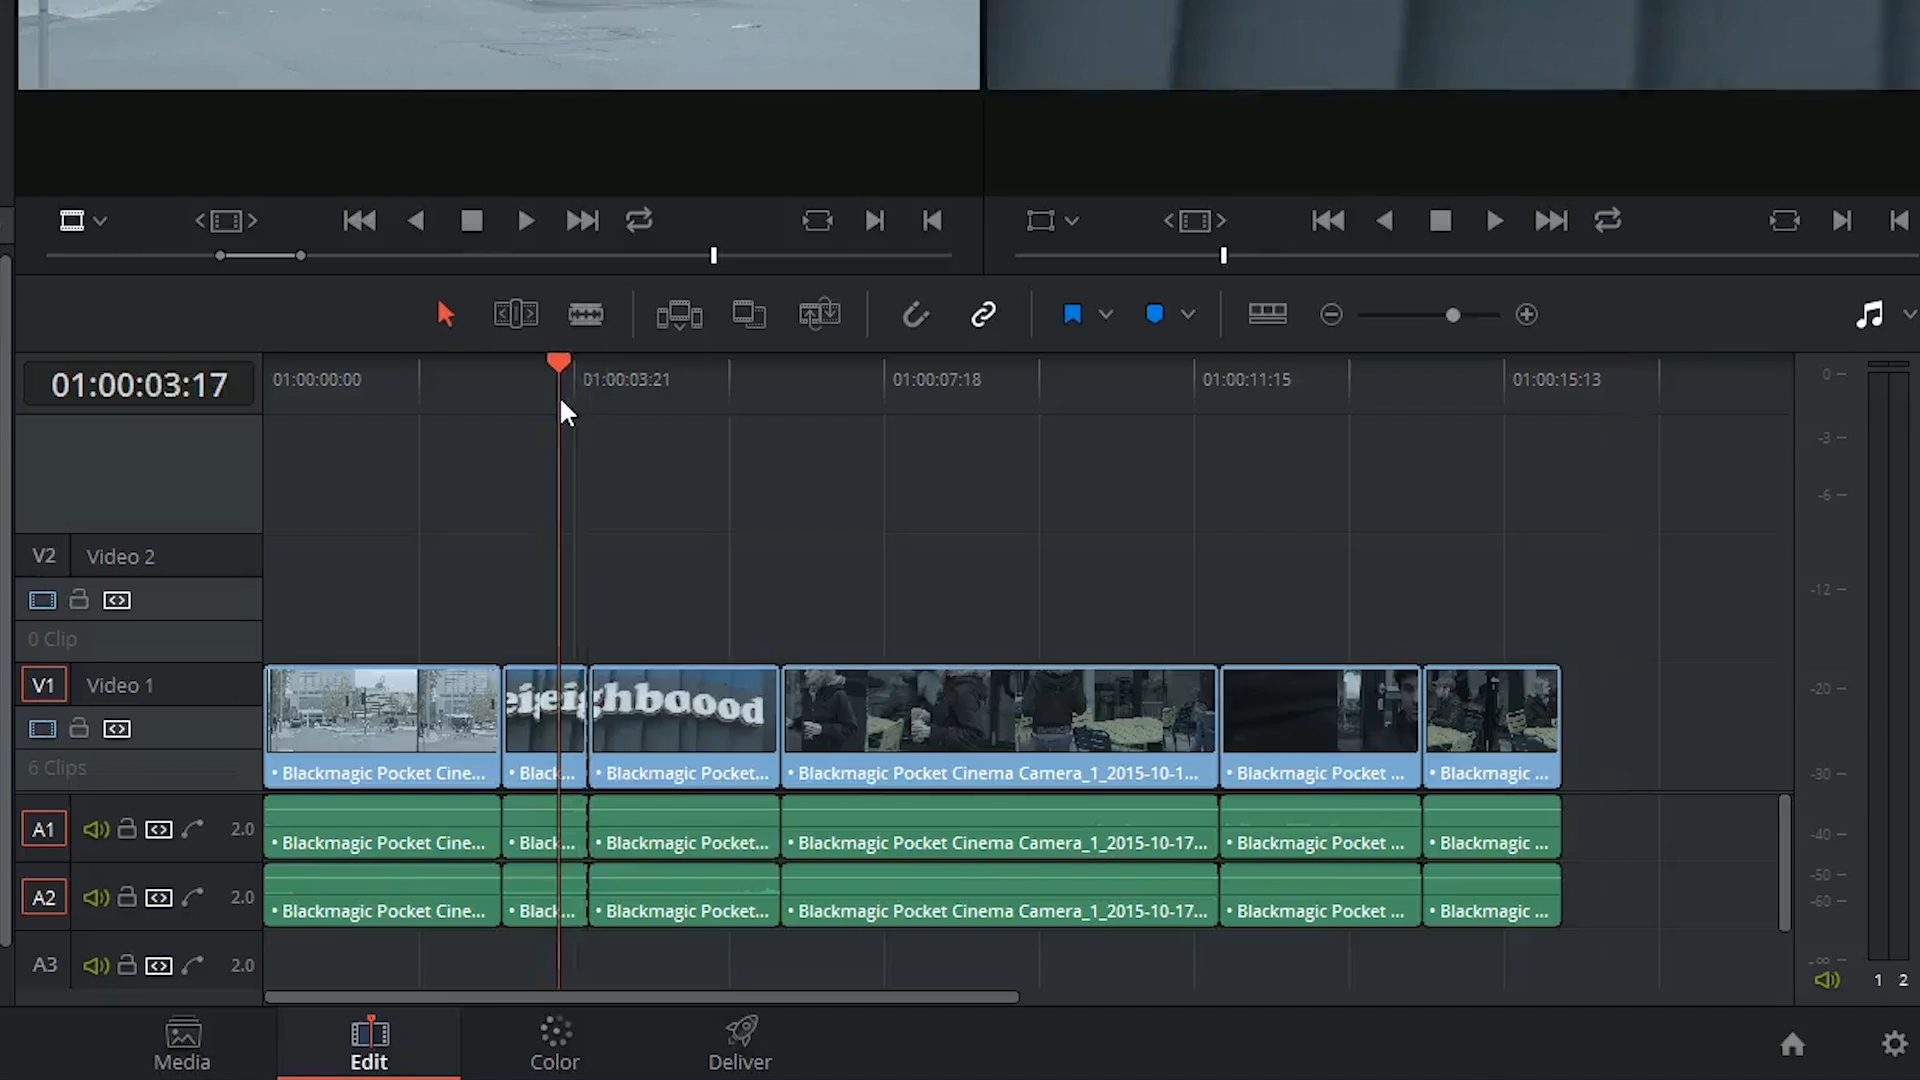 01:00:03:17
01:00:00:00
01:00:03:21
01:00:07:18
01:00:11:15
01:00:15:13
0
-3
-6
-12
-20
-30
-40
-50
-60
-∞
V2 Video 2
0 Clip
V1 Video 1
6 Clips
eighbo
ood
• Blackmagic Pocket Cine...
• Black...
• Blackmagic Pocket...
• Blackmagic Pocket Cinema Camera_1_2015-10-1...
• Blackmagic Pocket ...
• Blackmagic ...
A1 2.0
• Blackmagic Pocket Cine...
• Black...
• Blackmagic Pocket...
• Blackmagic Pocket Cinema Camera_1_2015-10-17...
• Blackmagic Pocket ...
• Blackmagic ...
A2 2.0
• Blackmagic Pocket Cine...
• Black...
• Blackmagic Pocket...
• Blackmagic Pocket Cinema Camera_1_2015-10-17...
• Blackmagic Pocket ...
• Blackmagic ...
A3 2.0
1 2
Media
Edit
Color
Deliver